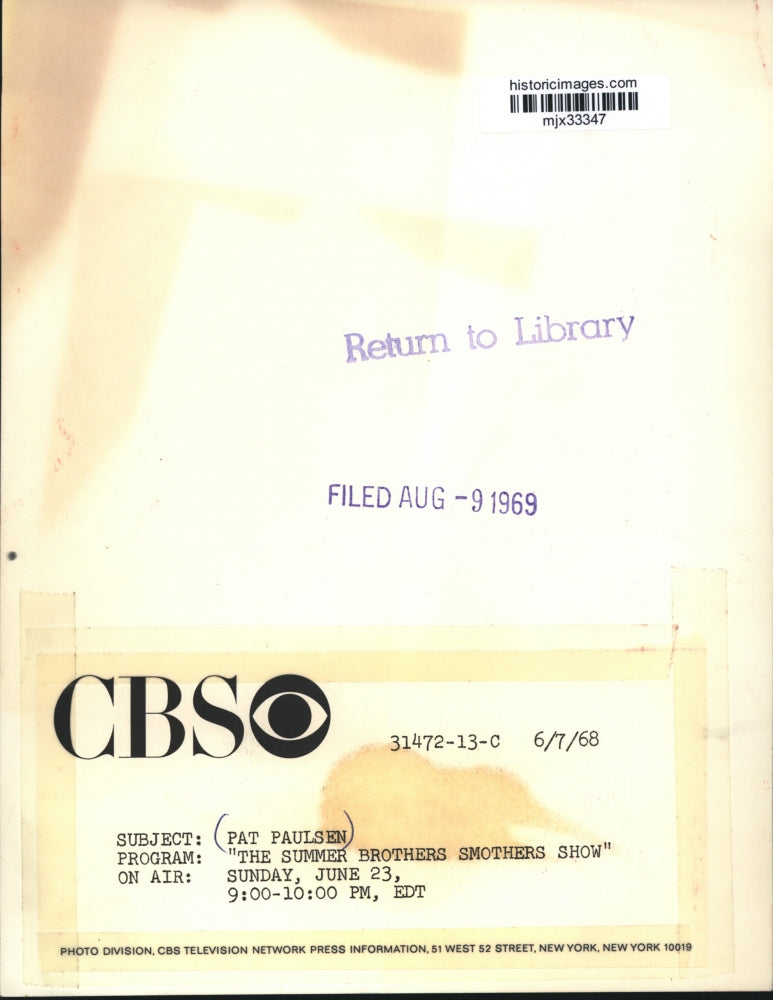 historicimages.com
mjx33347
Return to Library
FILED AUG -9 1969
CBS
31472-13-C 6/7/68
SUBJECT: (PAT PAULSEN)
PROGRAM: "THE SUMMER BROTHERS SMOTHERS SHOW"
ON AIR: SUNDAY, JUNE 23,
9:00-10:00 PM, EDT
PHOTO DIVISION, CBS TELEVISION NETWORK PRESS INFORMATION, 51 WEST 52 STREET, NEW YORK, NEW YORK 10019